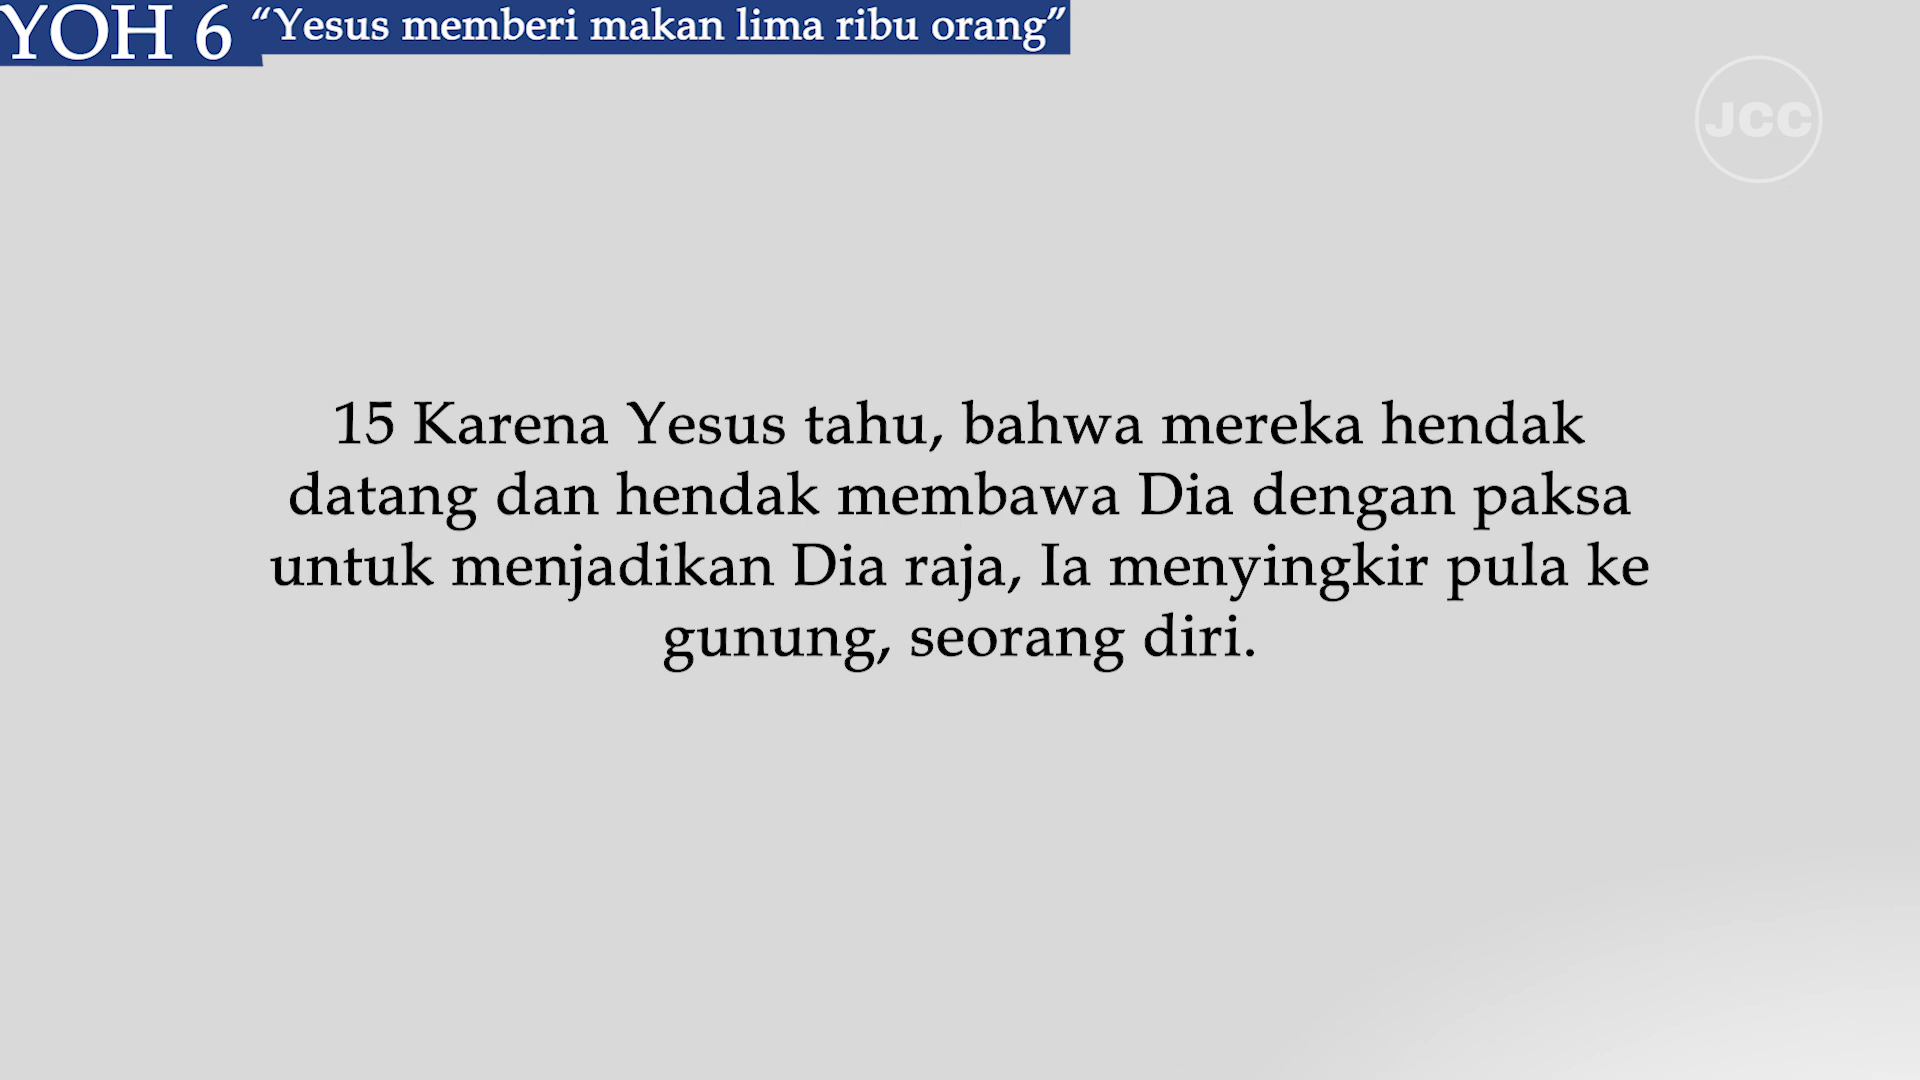 YOH 6 “Yesus memberi makan lima ribu orang”
JCC
15 Karena Yesus tahu, bahwa mereka hendak
datang dan hendak membawa Dia dengan paksa
untuk menjadikan Dia raja, Ia menyingkir pula ke
gunung, seorang diri.